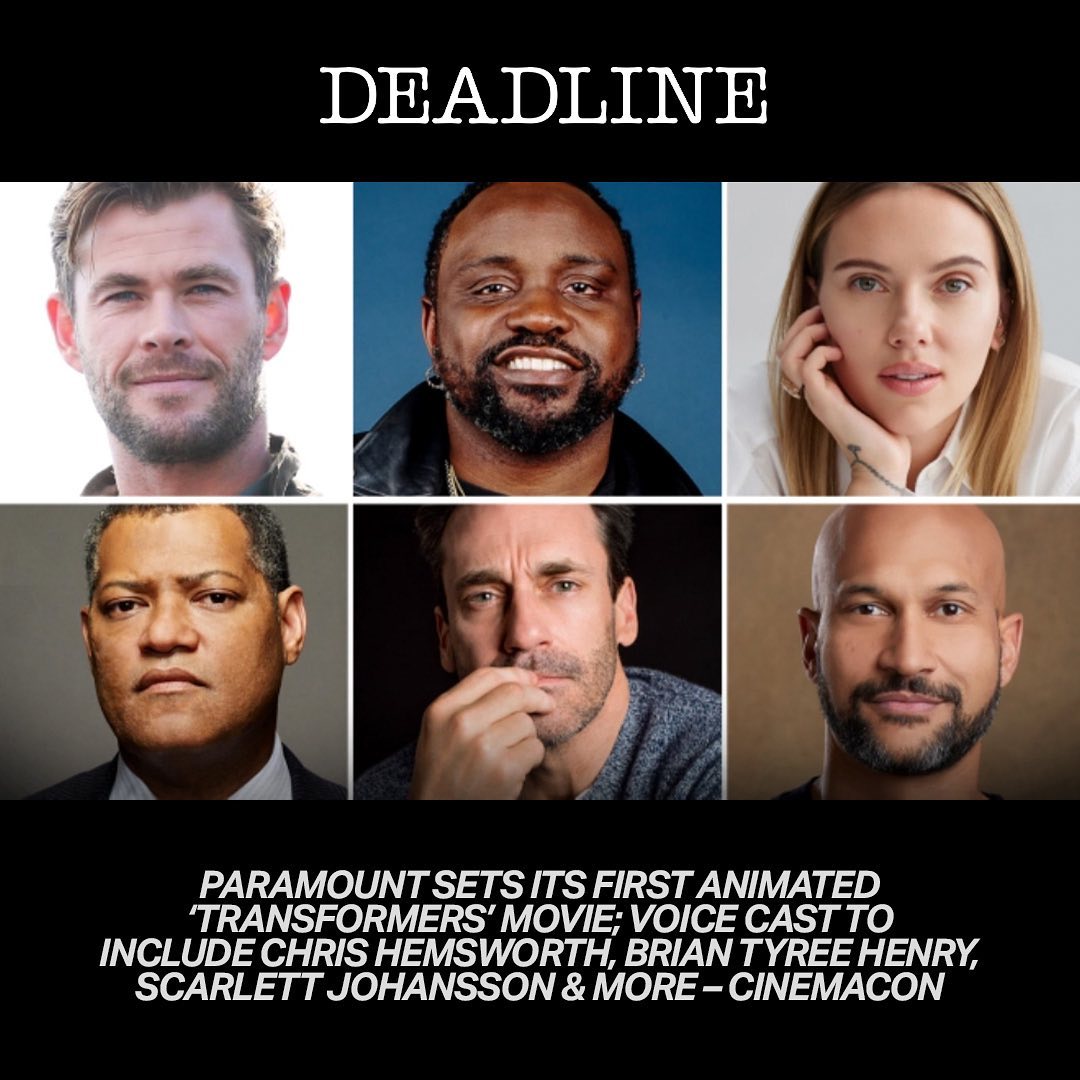 DEADLINE
PARAMOUNT SETS ITS FIRST ANIMATED
‘TRANSFORMERS’ MOVIE; VOICE CAST TO
INCLUDE CHRIS HEMSWORTH, BRIAN TYREE HENRY,
SCARLETT JOHANSSON & MORE – CINEMACON